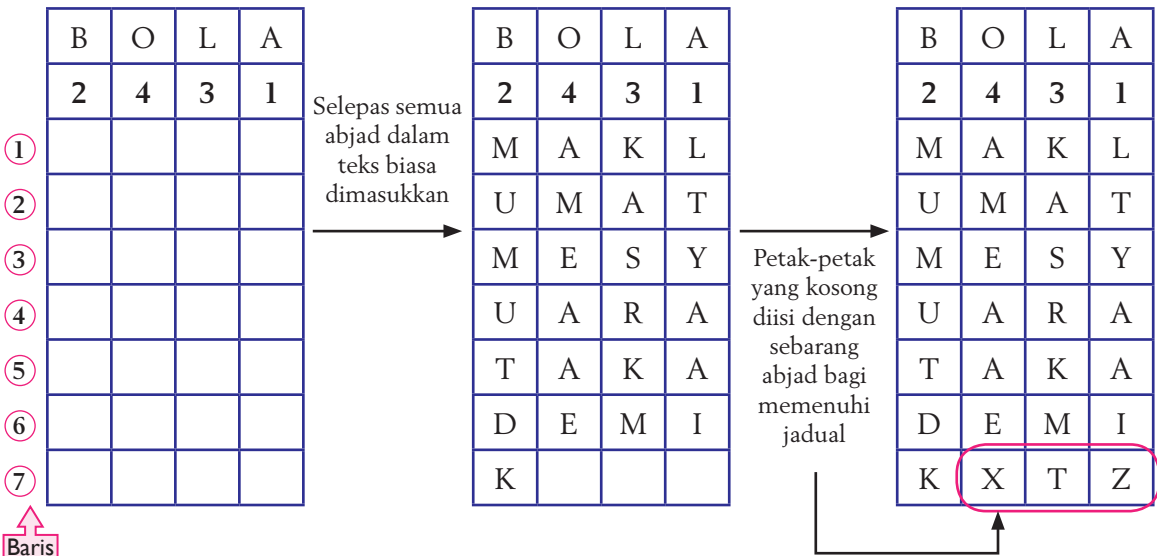 B O L A
2 4 3 1
1
2
3
4
5
6
7
Baris
Selepas semua
abjad dalam
teks biasa
dimasukkan
B O L A
2 4 3 1
M A K L
U M A T
M E S Y
U A R A
T A K A
D E M I
K
Petak-petak
yang kosong
diisi dengan
sebarang
abjad bagi
memenuhi
jadual
B O L A
2 4 3 1
M A K L
U M A T
M E S Y
U A R A
T A K A
D E M I
K X T Z